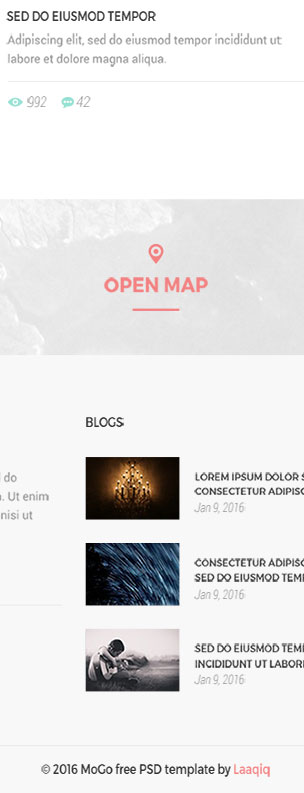 SED DO EIUSMOD TEMPOR
Adipiscing elit, sed do eiusmod tempor incididunt ut
labore et dolore magna aliqua.
992 42
OPEN MAP
BLOGS
d do
. Ut enim
nisi ut
LOREM IPSUM DOLOR S
CONSECTETUR ADIPISC
Jan 9, 2016
CONSECTETUR ADIPISC
SED DO EIUSMOD TEM
Jan 9, 2016
SED DO EIUSMOD TEM
INCIDIDUNT UT LABOR
Jan 9, 2016
© 2016 MoGo free PSD template by Laaqiq